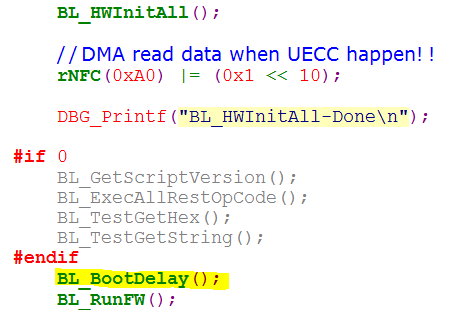 BL_HWInitAll();
//DMA read data when UECC happen!!
rNFC(0xA0) |= (0x1 << 10);
DBG_Printf("BL_HWInitAll-Done\n");
#if 0
BL_GetScriptVersion();
BL_ExecAllRestOpCode();
BL_TestGetHex();
BL_TestGetString();
#endif
BL_BootDelay();
BL_RunFW();